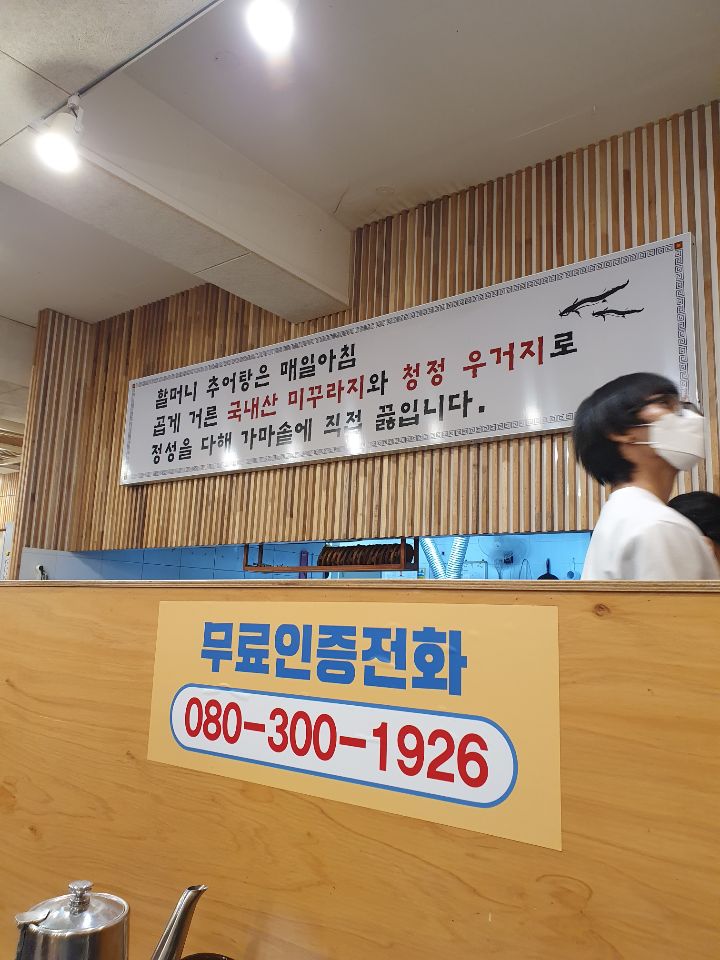 할머니 추어탕은 매일아침
곱게 거른 국내산 미꾸라지와 청정 우거지로
정성을 다해 가마솥에 직접 끓입니다.
무료인증전화
080-300-1926